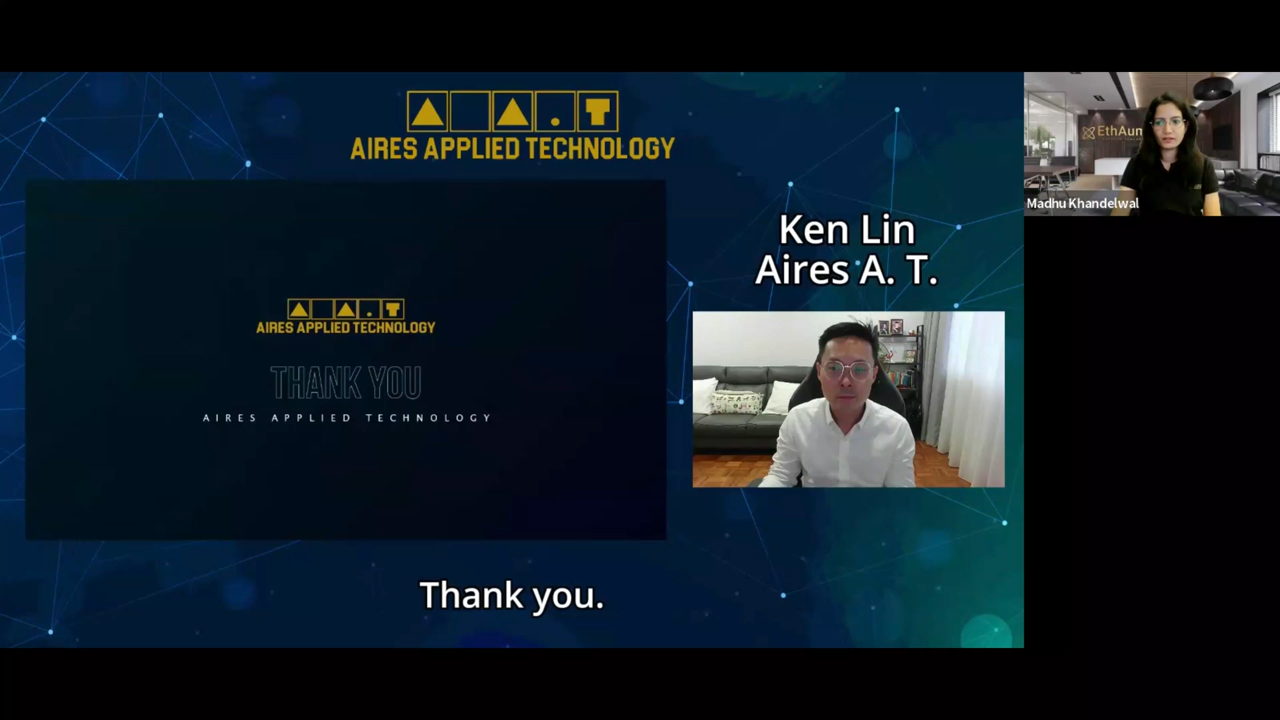 AIRES APPLIED TECHNOLOGY
Ken Lin
Aires A. T.
AIRES APPLIED TECHNOLOGY
THANK YOU
AIRES APPLIED TECHNOLOGY
Thank you.
EthAum
Madhu Khandelwal